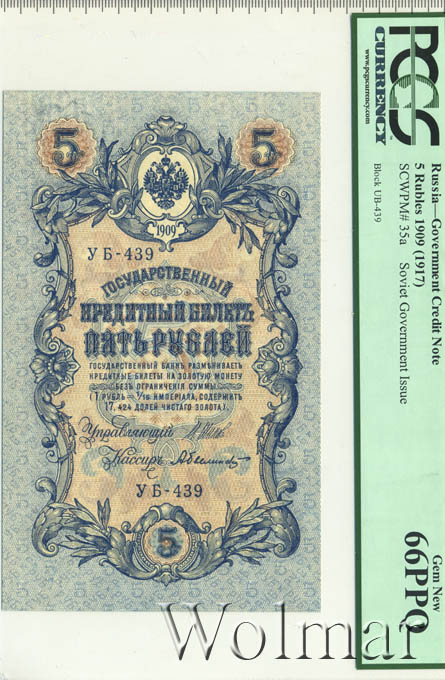 5 5
1909
УБ-439
ГОСУДАРСТВЕННЫЙ
КРЕДИТНЫЙ БИЛЕТЪ
ПЯТЬ РУБЛЕЙ
ГОСУДАРСТВЕННЫЙ БАНКЪ РАЗМѢНИВАЕТЪ
КРЕДИТНЫЕ БИЛЕТЫ НА ЗОЛОТУЮ МОНЕТУ
БЕЗЪ ОГРАНИЧЕНІЯ СУММЫ
(1 РУБЛЬ = 1/15 ИМПЕРІАЛА, СОДЕРЖИТЪ
17,424 ДОЛЕЙ ЧИСТАГО ЗОЛОТА).
Управляющій
Кассиръ
УБ-439
5
PCGS
CURRENCY
www.pcgscurrency.com
Russia—Government Credit Note
5 Rubles 1909 (1917)
SCWPM# 35a Soviet Government Issue
Block UB-439
Gem New
66PPQ
Wolmar